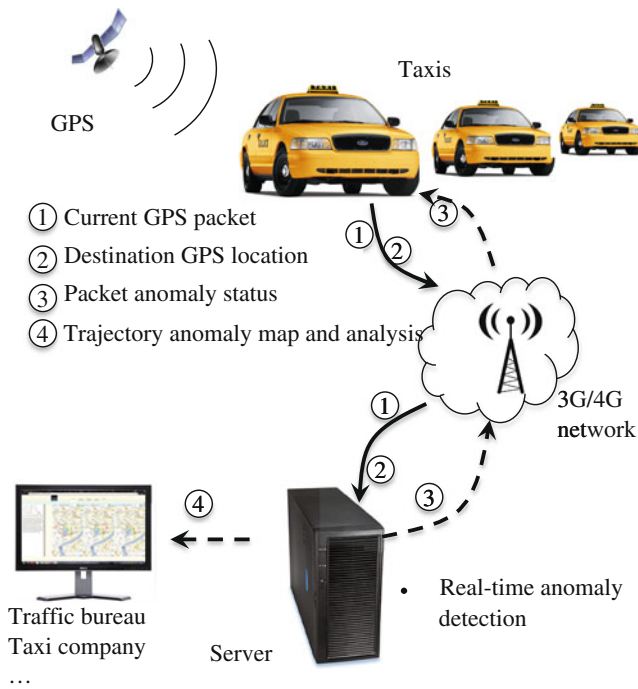 Taxis
GPS
① Current GPS packet
② Destination GPS location
③ Packet anomaly status
④ Trajectory anomaly map and analysis
③
①
②
3G/4G
network
①
②
③
④
• Real-time anomaly
detection
Server
Traffic bureau
Taxi company
...